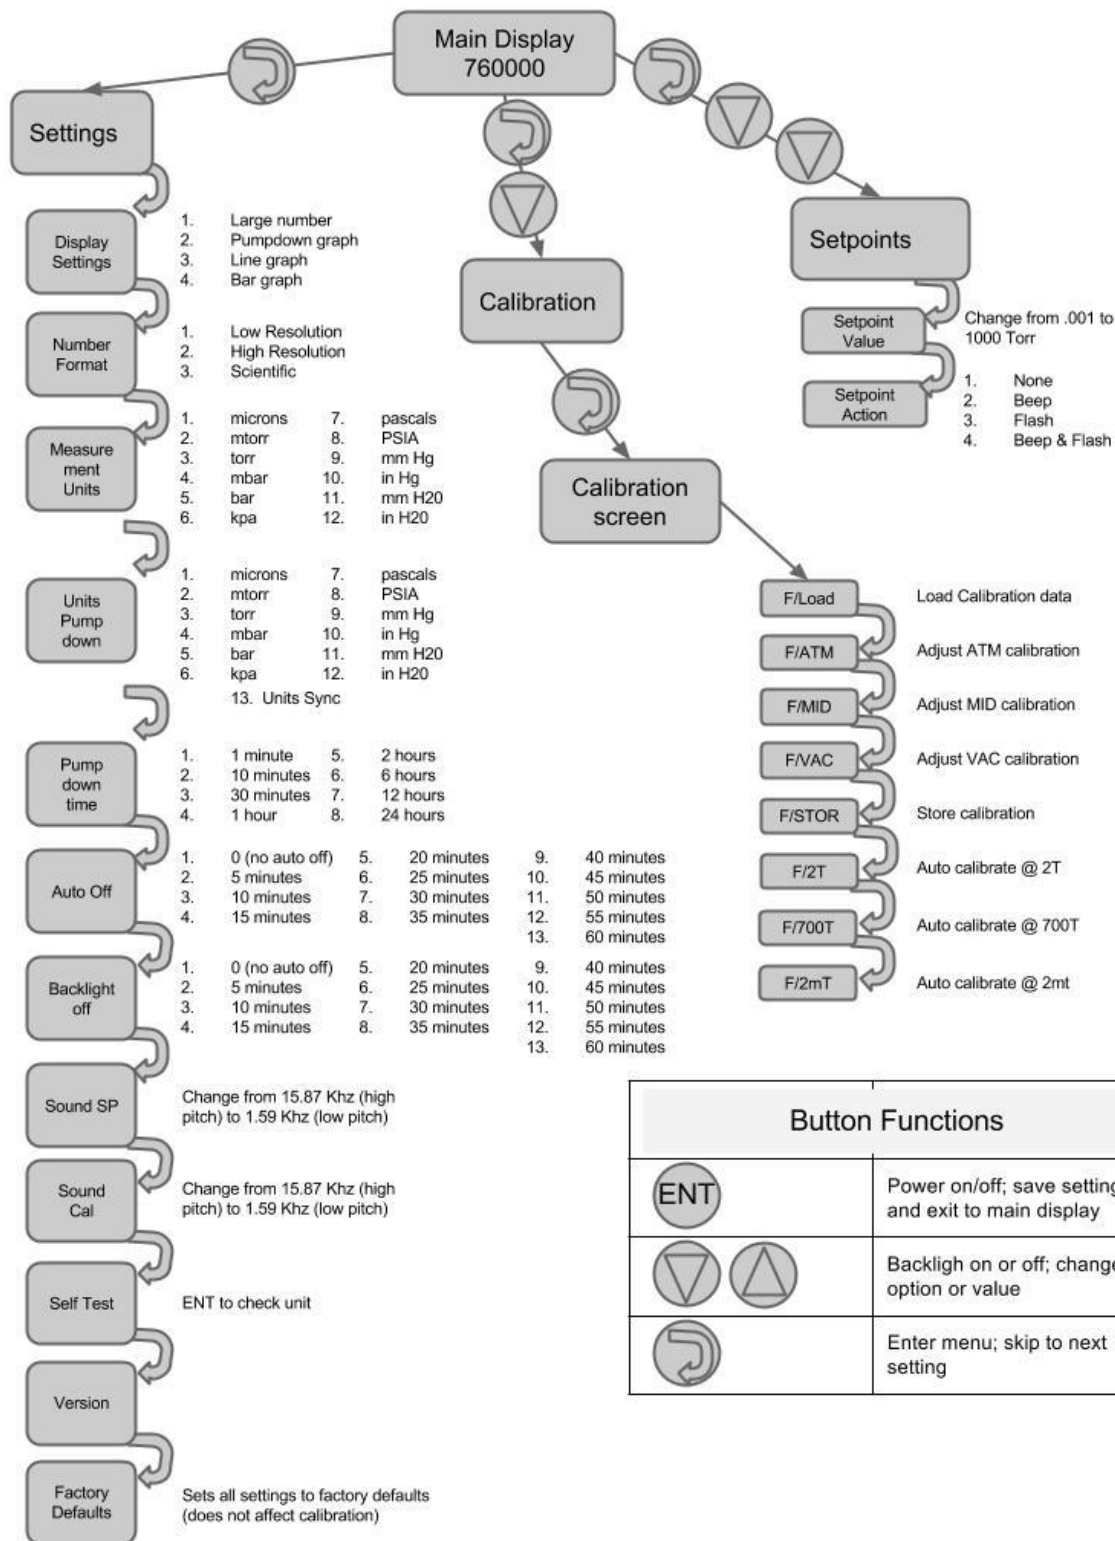 Main Display
760000
Settings
Display
Settings
1. Large number
2. Pumpdown graph
3. Line graph
4. Bar graph
Number
Format
1. Low Resolution
2. High Resolution
3. Scientific
Measure
ment
Units
1. microns 7. pascals
2. mtorr 8. PSIA
3. torr 9. mm Hg
4. mbar 10. in Hg
5. bar 11. mm H20
6. kpa 12. in H20
Units
Pump
down
1. microns 7. pascals
2. mtorr 8. PSIA
3. torr 9. mm Hg
4. mbar 10. in Hg
5. bar 11. mm H20
6. kpa 12. in H20
13. Units Sync
Pump
down
time
1. 1 minute 5. 2 hours
2. 10 minutes 6. 6 hours
3. 30 minutes 7. 12 hours
4. 1 hour 8. 24 hours
Auto Off
1. 0 (no auto off) 5. 20 minutes 9. 40 minutes
2. 5 minutes 6. 25 minutes 10. 45 minutes
3. 10 minutes 7. 30 minutes 11. 50 minutes
4. 15 minutes 8. 35 minutes 12. 55 minutes
13. 60 minutes
Backlight
off
1. 0 (no auto off) 5. 20 minutes 9. 40 minutes
2. 5 minutes 6. 25 minutes 10. 45 minutes
3. 10 minutes 7. 30 minutes 11. 50 minutes
4. 15 minutes 8. 35 minutes 12. 55 minutes
13. 60 minutes
Sound SP
Change from 15.87 Khz (high
pitch) to 1.59 Khz (low pitch)
Sound
Cal
Change from 15.87 Khz (high
pitch) to 1.59 Khz (low pitch)
Self Test
ENT to check unit
Version
Factory
Defaults
Sets all settings to factory defaults
(does not affect calibration)
Calibration
Calibration
screen
F/Load Load Calibration data
F/ATM Adjust ATM calibration
F/MID Adjust MID calibration
F/VAC Adjust VAC calibration
F/STOR Store calibration
F/2T Auto calibrate @ 2T
F/700T Auto calibrate @ 700T
F/2mT Auto calibrate @ 2mt
Setpoints
Setpoint
Value
Change from .001 to
1000 Torr
Setpoint
Action
1. None
2. Beep
3. Flash
4. Beep & Flash
Button Functions
ENT
Power on/off; save setting
and exit to main display
Backligh on or off; change
option or value
Enter menu; skip to next
setting